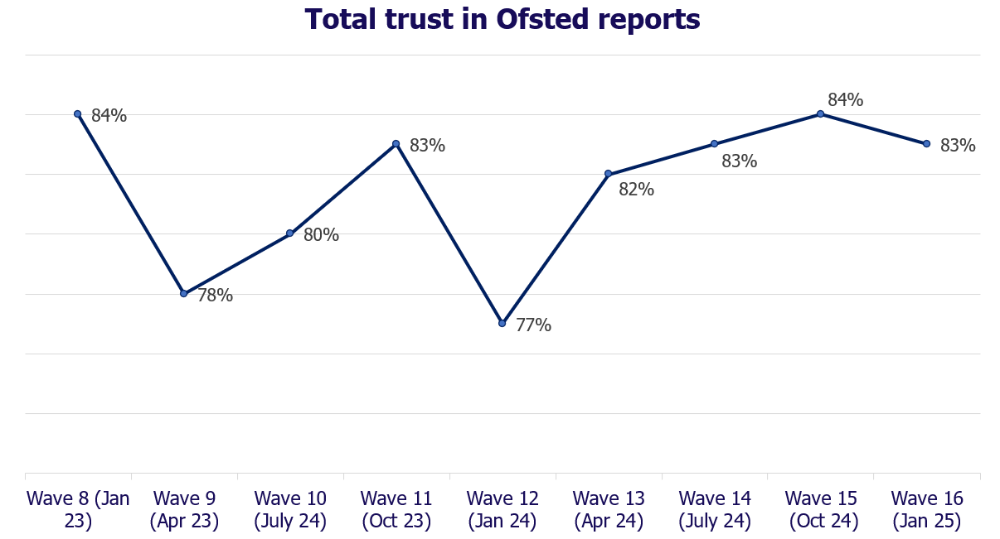 Total trust in Ofsted reports
84%
78%
80%
83%
77%
82%
83%
84%
83%
Wave 8 (Jan
23)
Wave 9
(Apr 23)
Wave 10
(July 24)
Wave 11
(Oct 23)
Wave 12
(Jan 24)
Wave 13
(Apr 24)
Wave 14
(July 24)
Wave 15
(Oct 24)
Wave 16
(Jan 25)